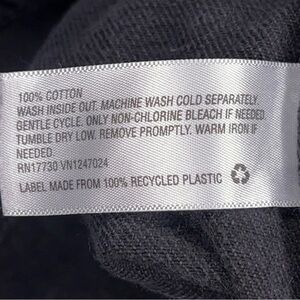 100% COTTON
WASH INSIDE OUT. MACHINE WASH COLD SEPARATELY.
GENTLE CYCLE. ONLY NON-CHLORINE BLEACH IF NEEDED.
TUMBLE DRY LOW. REMOVE PROMPTLY. WARM IRON IF
NEEDED.
RN17730 VN1247024
LABEL MADE FROM 100% RECYCLED PLASTIC